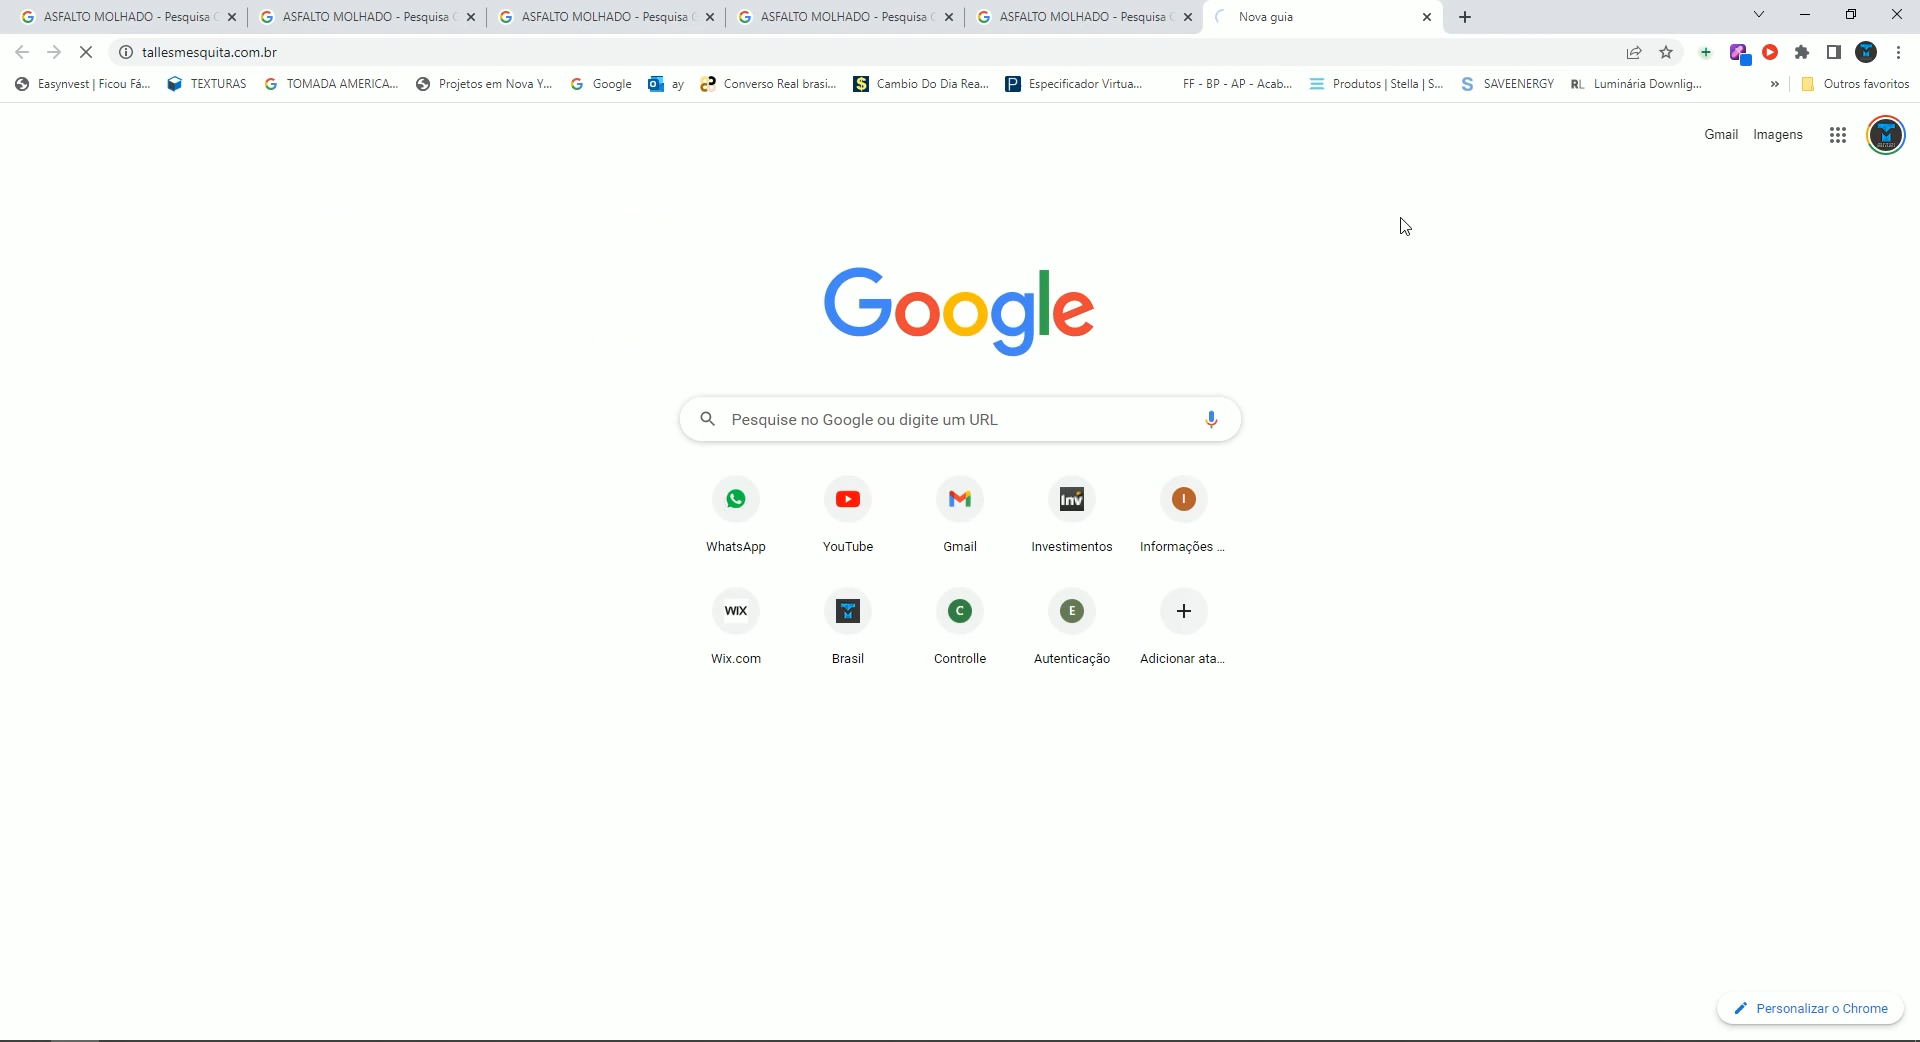 ASFALTO MOLHADO - Pesquisa G
ASFALTO MOLHADO - Pesquisa G
ASFALTO MOLHADO - Pesquisa G
ASFALTO MOLHADO - Pesquisa G
ASFALTO MOLHADO - Pesquisa G
Nova guia
tallesmesquita.com.br
Easynvest | Ficou Fá...
TEXTURAS
TOMADA AMERICA...
Projetos em Nova Y...
Google
ay
Converso Real brasi...
Cambio Do Dia Rea...
Especificador Virtua...
FF - BP - AP - Acab...
Produtos | Stella | S...
SAVEENERGY
RL Luminária Downlig...
»
Outros favoritos
Gmail Imagens
Google
Pesquise no Google ou digite um URL
inv
I
WhatsApp YouTube Gmail Investimentos Informações ...
WIX
C
E
Wix.com Brasil Controlle Autenticação Adicionar ata...
Personalizar o Chrome